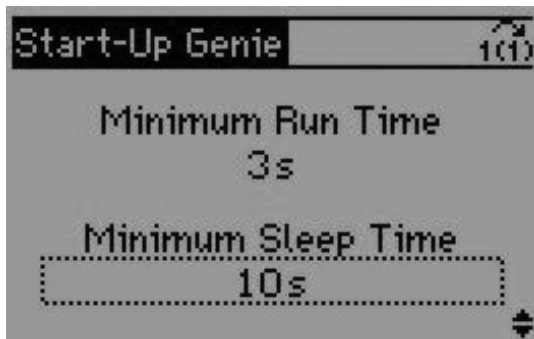 Start-Up Genie 1(1)
Minimum Run Time
3s
Minimum Sleep Time
10s